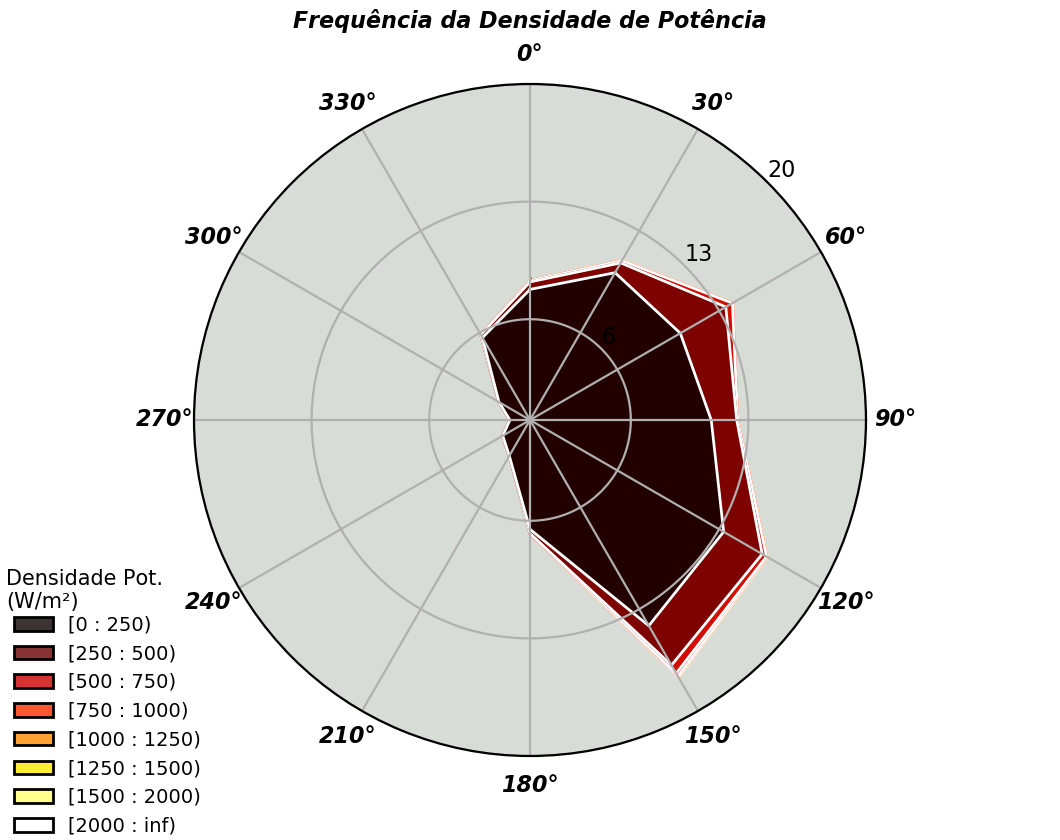 Frequência da Densidade de Potência
0°
330°
30°
20
300°
60°
13
6
270°
90°
Densidade Pot.
(W/m²)
240°
120°
[0 : 250)
[250 : 500)
[500 : 750)
[750 : 1000)
[1000 : 1250)
[1250 : 1500)
[1500 : 2000)
[2000 : inf)
210°
150°
180°